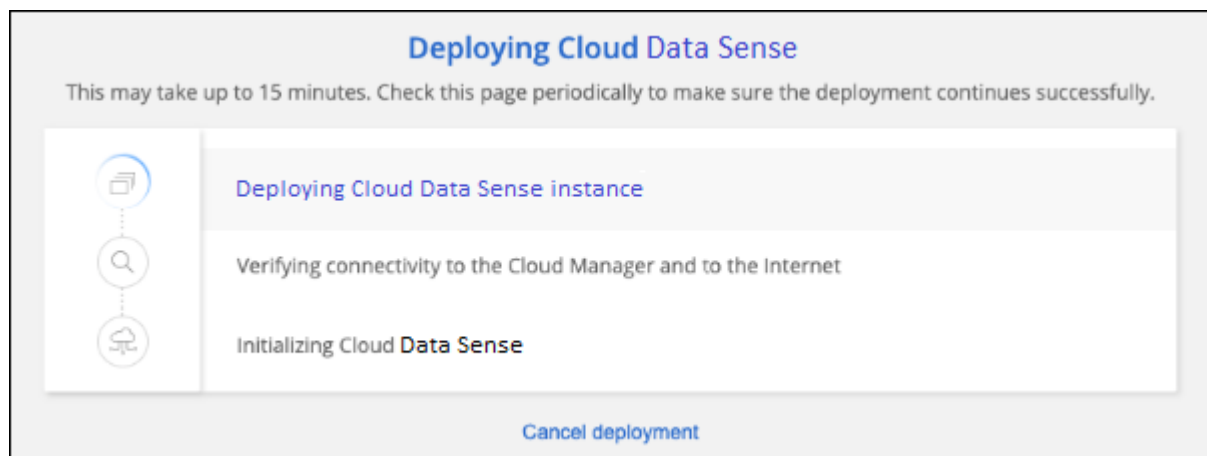 Deploying Cloud Data Sense
This may take up to 15 minutes. Check this page periodically to make sure the deployment continues successfully.
Deploying Cloud Data Sense instance
Verifying connectivity to the Cloud Manager and to the Internet
Initializing Cloud Data Sense
Cancel deployment